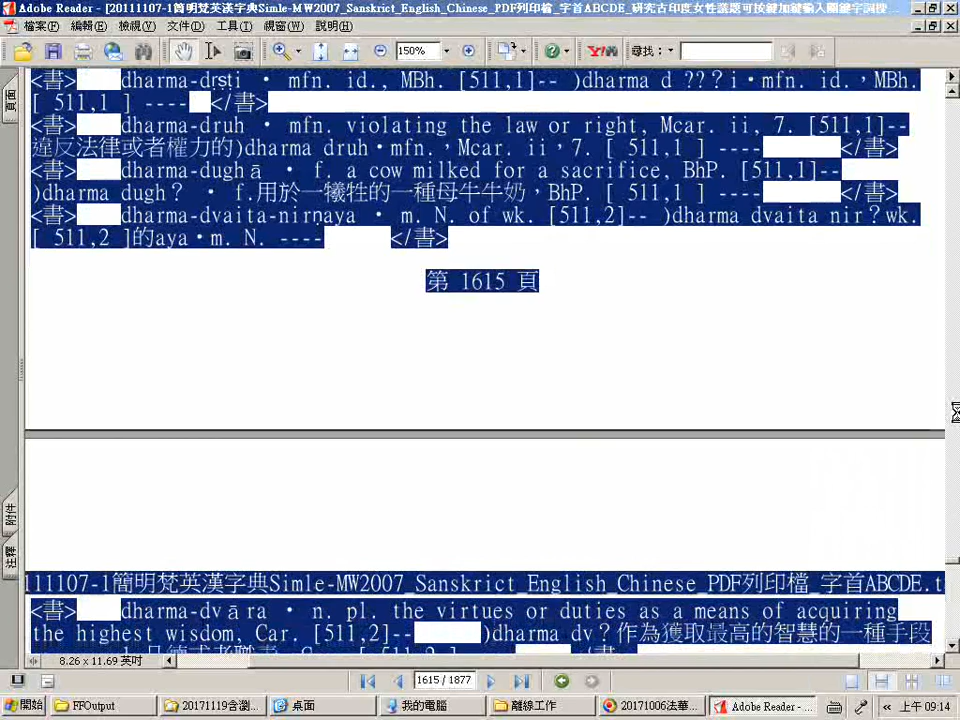 Adobe Reader - [20111107-1簡明梵英漢字典Simle-MW2007_Sanskrict_English_Chinese_PDF列印檔_字首ABCDE_研究古印度女性議題可按鍵加鍵輸入關鍵字詞搜
檔案(F) 編輯(E) 檢視(V) 文件(D) 工具(T) 視窗(W) 說明(H)
150% 尋找：
頁面
<書> dharma-drsti • mfn. id., MBh. [511,1]-- )dharma d ???i•mfn. id.，MBh.
[ 511,1 ] ---- </書>
<書> dharma-druh • mfn. violating the law or right, Mcar. ii, 7. [511,1]--
違反法律或者權力的)dharma druh•mfn.，Mcar. ii，7. [ 511,1 ] ---- </書>
<書> dharma-dughā • f. a cow milked for a sacrifice, BhP. [511,1]--
)dharma dugh? • f.用於一犧牲的一種母牛牛奶，BhP. [ 511,1 ] ---- </書>
<書> dharma-dvaita-nirṇaya • m. N. of wk. [511,2]-- )dharma dvaita nir?wk.
[ 511,2 ]的aya•m. N. ---- </書>
第 1615 頁
附件
注釋
111107-1簡明梵英漢字典Simle-MW2007_Sanskrict_English_Chinese_PDF列印檔_字首ABCDE.t
<書> dharma-dvāra • n. pl. the virtues or duties as a means of acquiring
the highest wisdom, Car. [511,2]-- )dharma dv?作為獲取最高的智慧的一種手段
8.26 x 11.69 英吋
1615 / 1877
開始 FFOutput 20171119含瀏... 桌面 我的電腦 離線工作 20171006法華... Adobe Reader - ... 上午 09:14